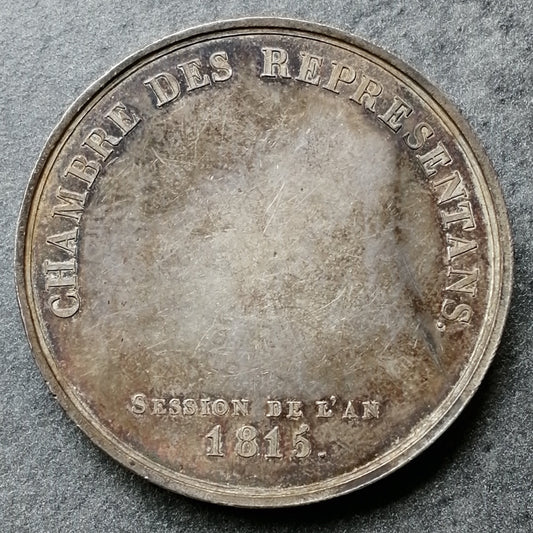 CHAMBRE DES REPRESENTANS.
SESSION DE L'AN
1815.